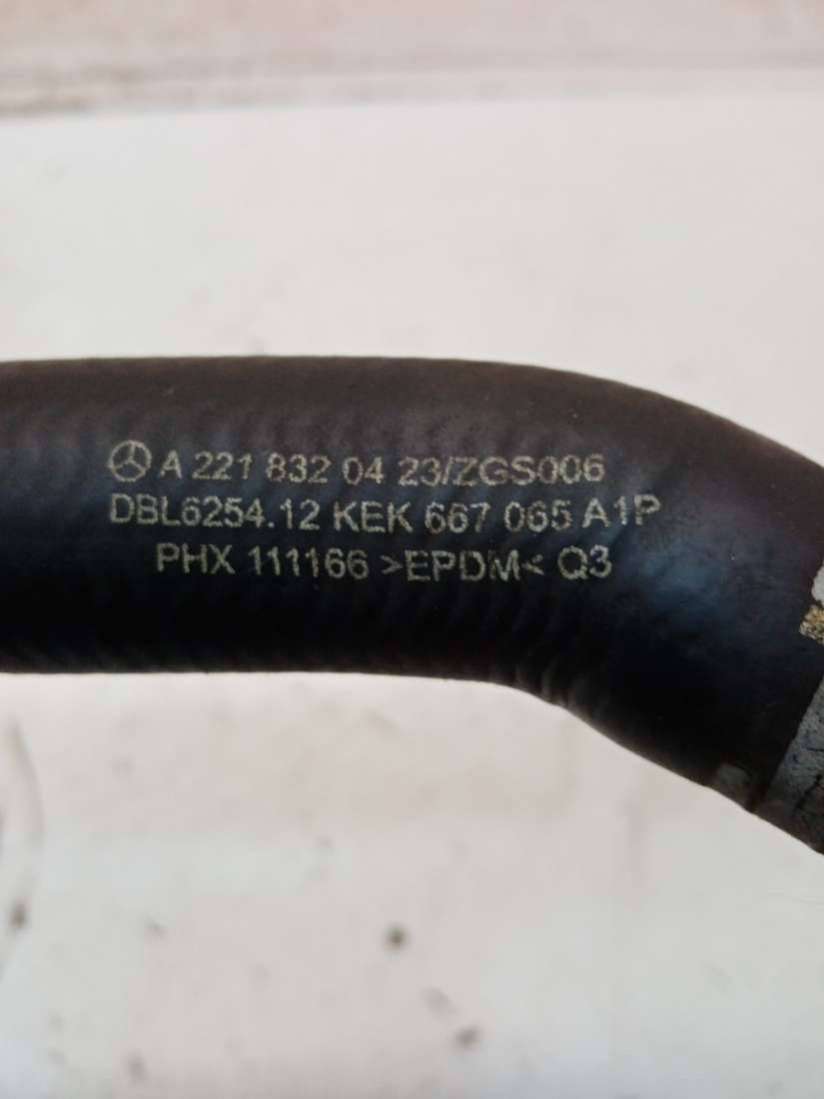 A 221 832 04 23/ZGS006
DBL6254.12 KEK 667 065 A1P
PHX 111166 >EPDM< Q3